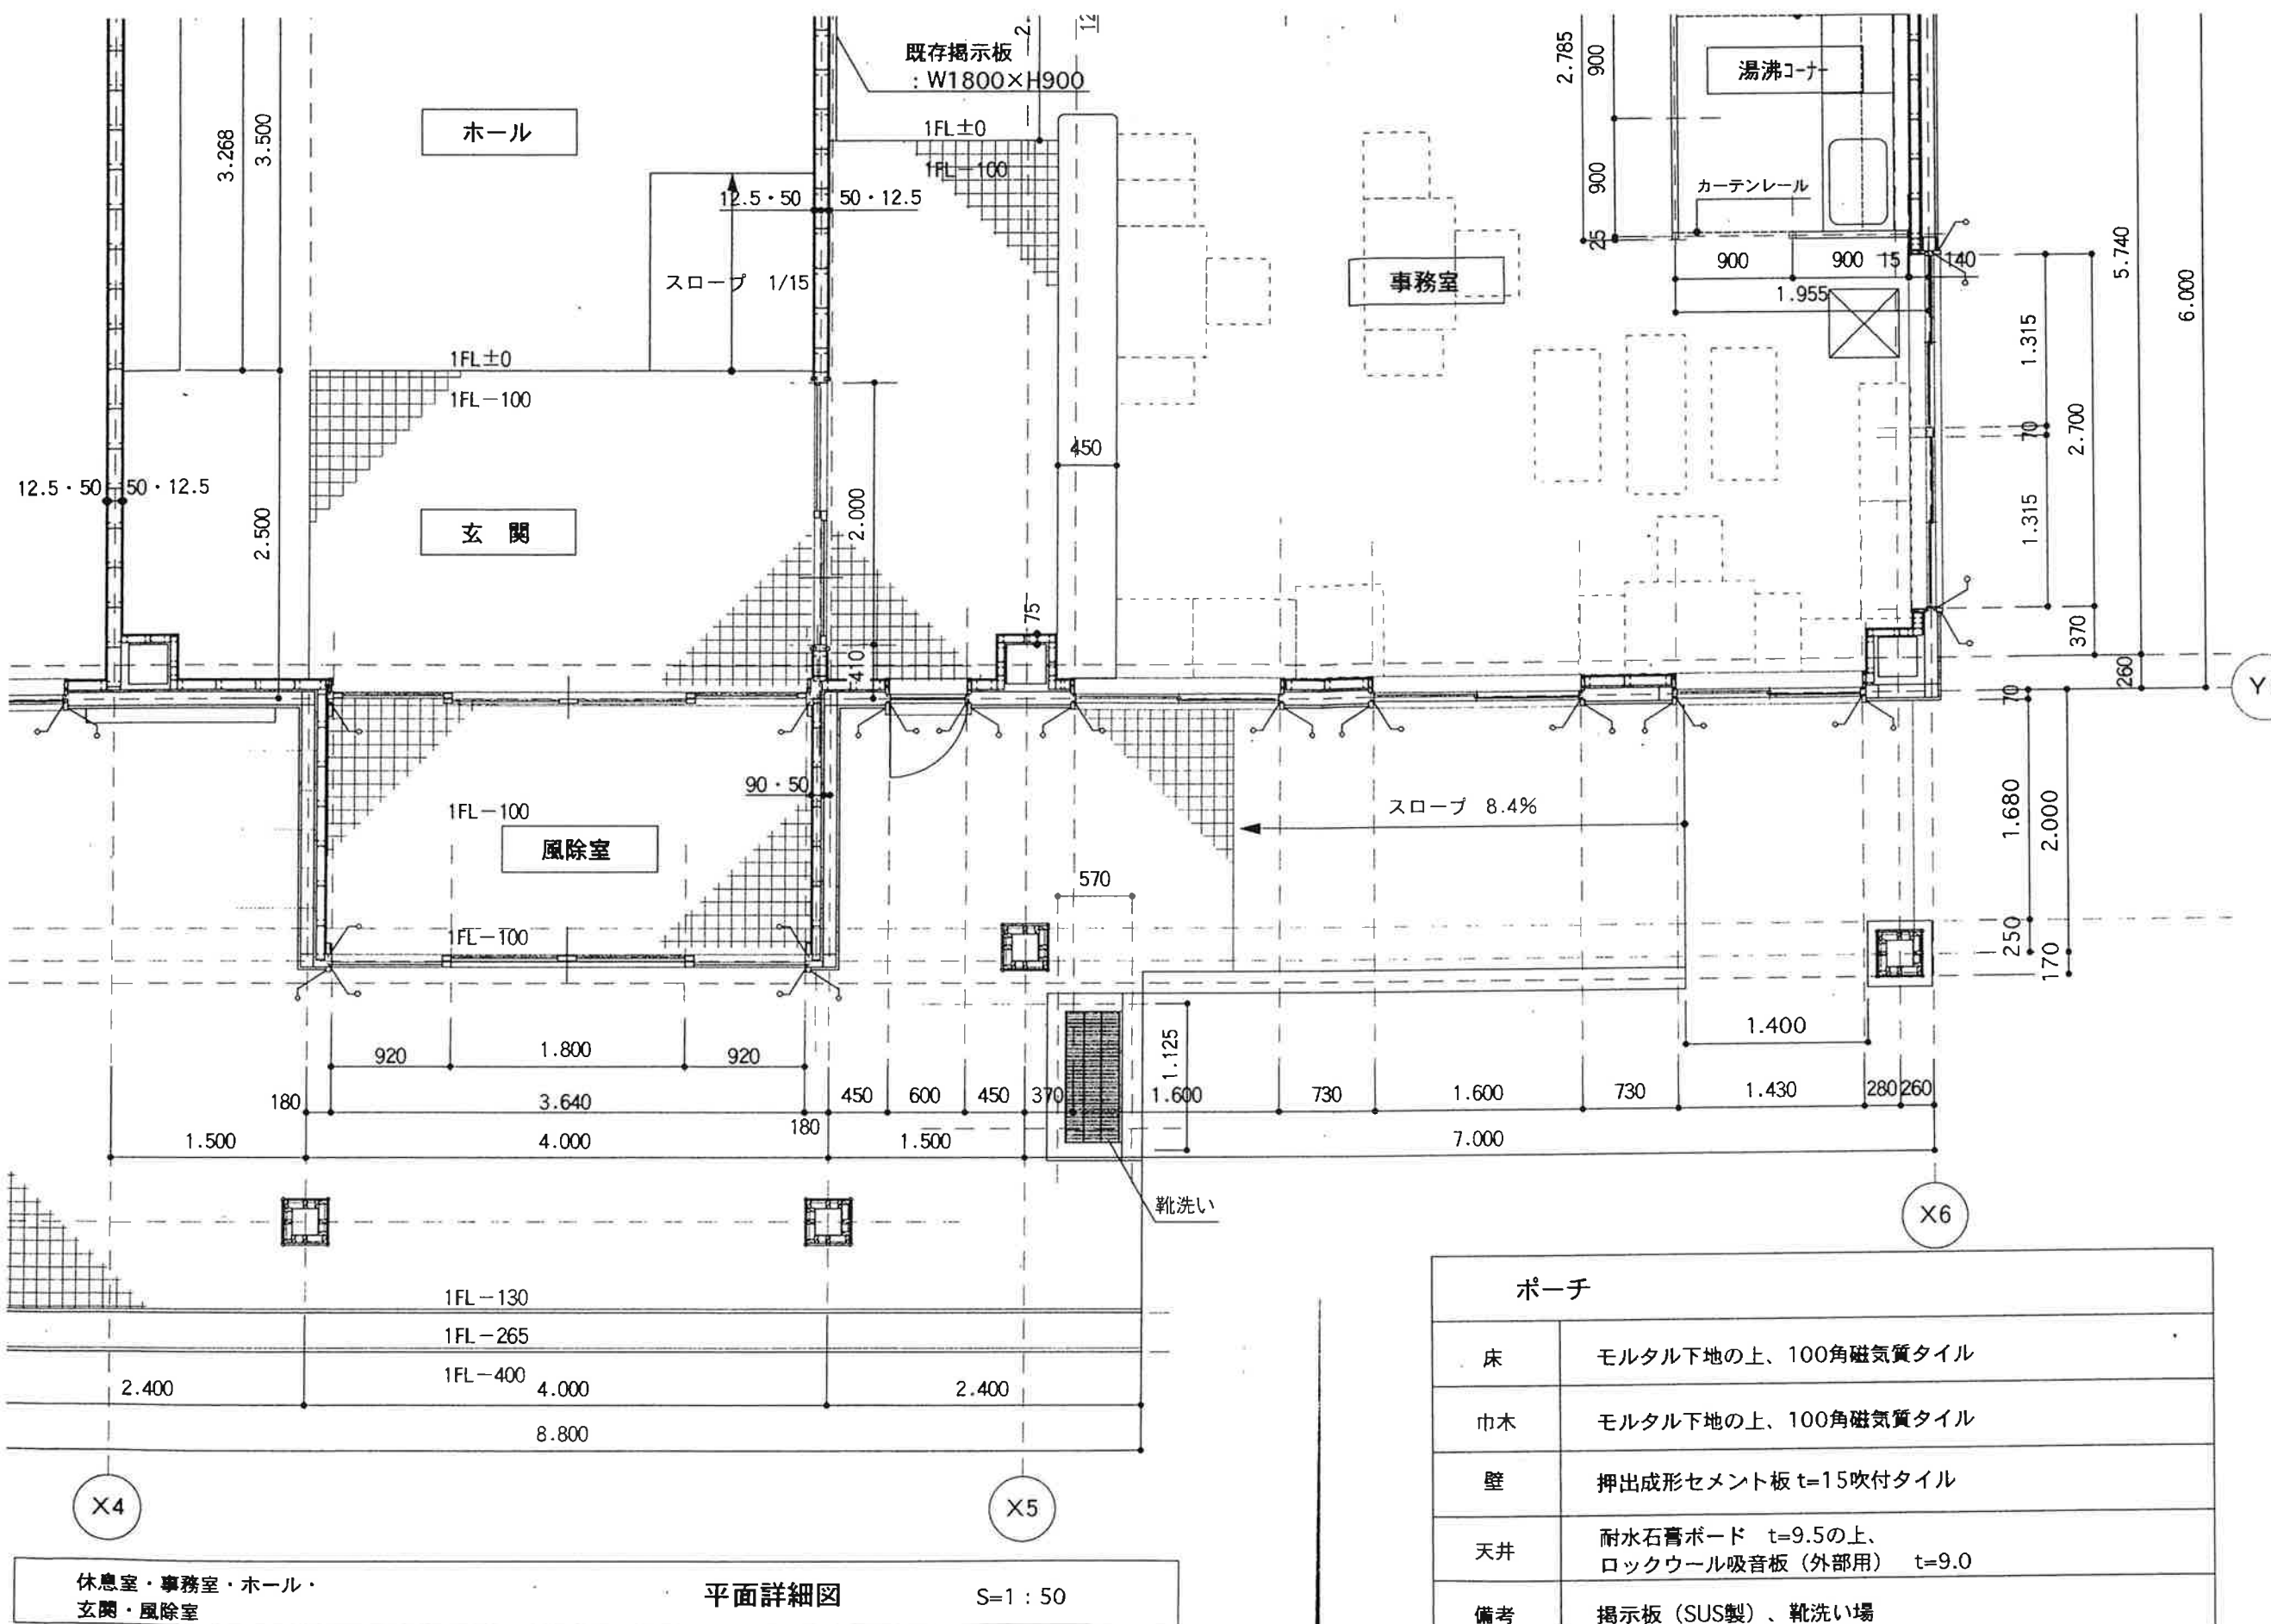 既存掲示板
: W1800×H900
2.785
900
湯沸コーナー
3.268
3.500
ホール
1FL±0
1FL-100
900
カーテンレール
12.5・50
50・12.5
25
900
900
15
140
5.740
6.000
スロープ 1/15
事務室
1.955
1.315
1FL±0
1FL-100
70
2.700
450
12.5・50
50・12.5
2.500
玄 関
2.000
1.315
75
410
370
260
70
Y
90・50
1FL-100
風除室
スロープ 8.4%
1.680
2.000
570
1FL-100
250
170
1.400
1.125
920
1.800
920
180
3.640
180
450
600
450
370
1.600
730
1.600
730
1.430
280
260
1.500
4.000
1.500
7.000
靴洗い
X6
1FL-130
1FL-265
1FL-400
2.400
4.000
2.400
8.800
X4
X5
ポーチ
床 モルタル下地の上、100角磁気質タイル
巾木 モルタル下地の上、100角磁気質タイル
壁 押出成形セメント板 t=15吹付タイル
天井 耐水石膏ボード t=9.5の上、
ロックウール吸音板（外部用） t=9.0
備考 掲示板（SUS製）、靴洗い場
休息室・事務室・ホール・
玄関・風除室
平面詳細図 S=1 : 50